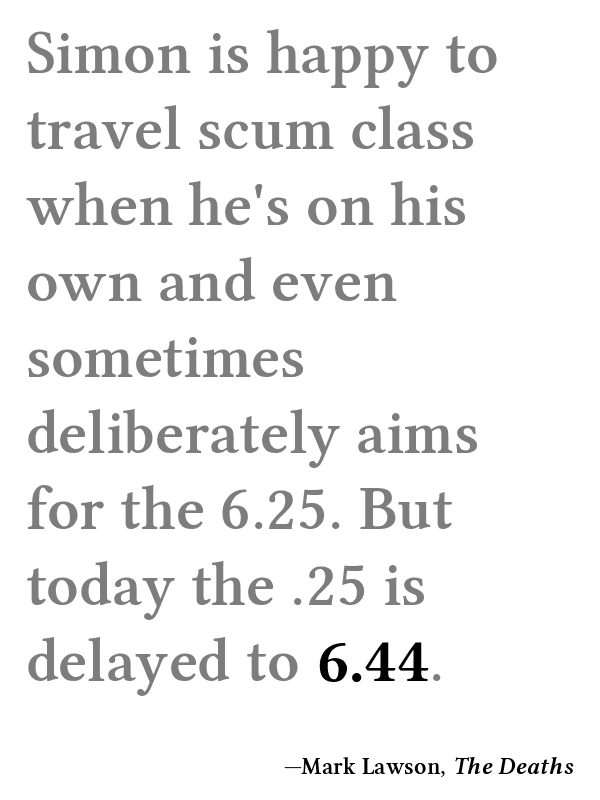 Simon is happy to
travel scum class
when he's on his
own and even
sometimes
deliberately aims
for the 6.25. But
today the .25 is
delayed to 6.44.
—Mark Lawson, The Deaths